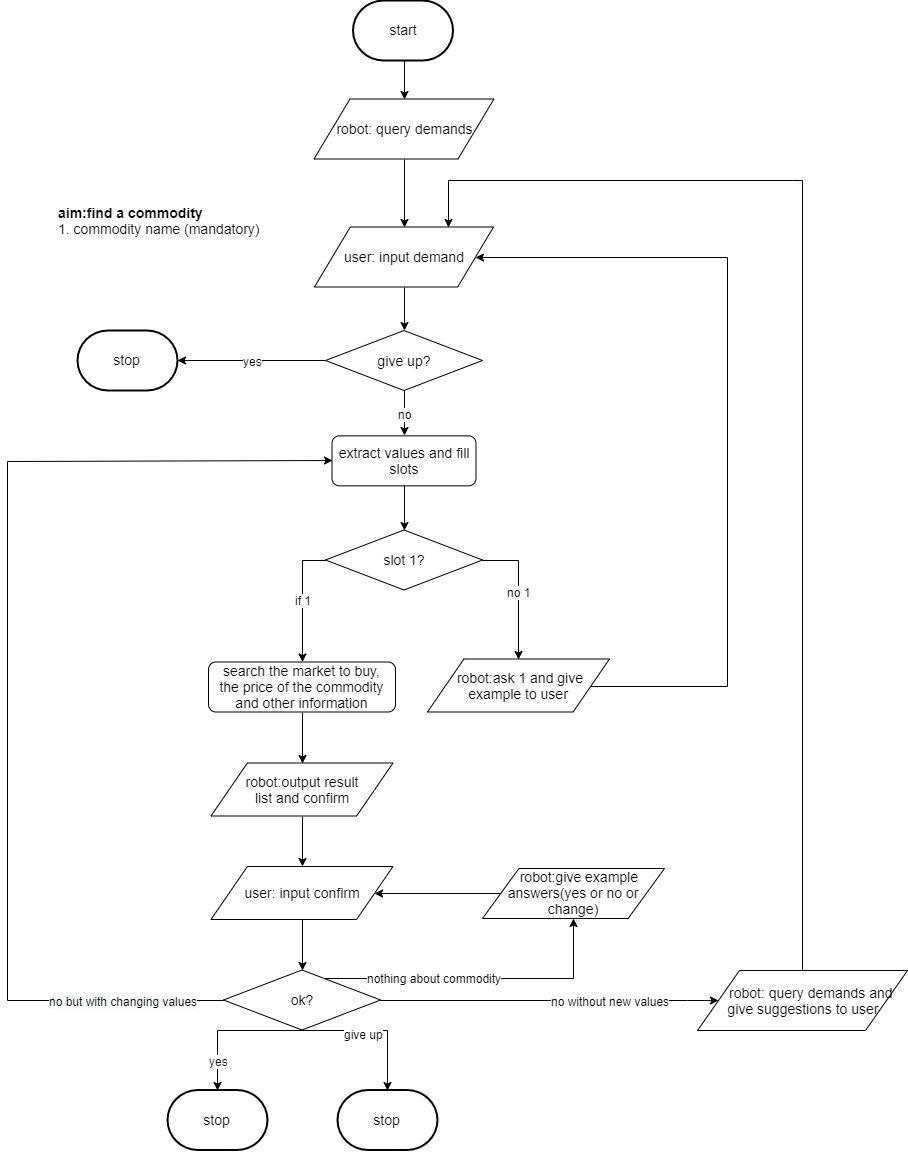 start
robot: query demands
aim:find a commodity
1. commodity name (mandatory)
user: input demand
stop
yes
give up?
no
extract values and fill
slots
slot 1?
if 1
no 1
search the market to buy,
the price of the commodity
and other information
robot:ask 1 and give
example to user
robot:output result
list and confirm
user: input confirm
robot:give example
answers(yes or no or
change)
nothing about commodity
no but with changing values
ok?
no without new values
robot: query demands and
give suggestions to user
give up
yes
stop
stop